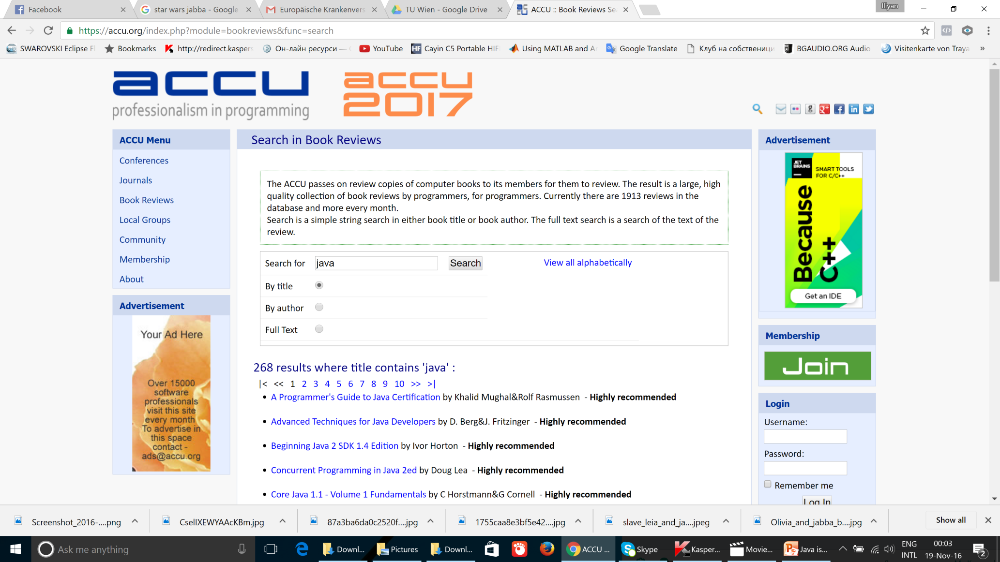 Facebook
star wars jabba - Google
Europäische Krankenvers
TU Wien - Google Drive
ACCU :: Book Reviews Se
Iliyan
https://accu.org/index.php?module=bookreviews&func=search
SWAROVSKI Eclipse Fl
Bookmarks
http://redirect.kaspers
Он-лайн ресурси —
YouTube
Cayin C5 Portable HIF
Using MATLAB and Ar
Google Translate
Клуб на собственици
BGAUDIO.ORG Audio
Visitenkarte von Traya
»
accu
professionalism in programming
accu
2017
ACCU Menu
Conferences
Journals
Book Reviews
Local Groups
Community
Membership
About
Advertisement
Your Ad Here
Over 15000
software
professionals
visit this site
every month
To advertise in
this space
contact -
ads@accu.org
Search in Book Reviews
The ACCU passes on review copies of computer books to its members for them to review. The result is a large, high
quality collection of book reviews by programmers, for programmers. Currently there are 1913 reviews in the
database and more every month.
Search is a simple string search in either book title or book author. The full text search is a search of the text of the
review.
Search for java Search View all alphabetically
By title
By author
Full Text
268 results where title contains 'java' :
|< << 1 2 3 4 5 6 7 8 9 10 >> >|
• A Programmer's Guide to Java Certification by Khalid Mughal&Rolf Rasmussen - Highly recommended
• Advanced Techniques for Java Developers by D. Berg&J. Fritzinger - Highly recommended
• Beginning Java 2 SDK 1.4 Edition by Ivor Horton - Highly recommended
• Concurrent Programming in Java 2ed by Doug Lea - Highly recommended
• Core Java 1.1 - Volume 1 Fundamentals by C Horstmann&G Cornell - Highly recommended
Advertisement
JET
BRAINS
SMART TOOLS
FOR C/C++
Because
C++
Get an IDE
Membership
Join
Login
Username:
Password:
Remember me
Log In
Screenshot_2016-....png
CselIXEWYAAcKBm.jpg
87a3ba6da0c2520f....jpg
1755caa8e3bf5e42....jpg
slave_leia_and_ja....jpeg
Olivia_and_jabba_b....jpg
Show all
Ask me anything
Downl...
Pictures
Downl...
ACCU ...
Skype
Kasper...
Movie...
Java is...
ENG
INTL
00:03
19-Nov-16
2